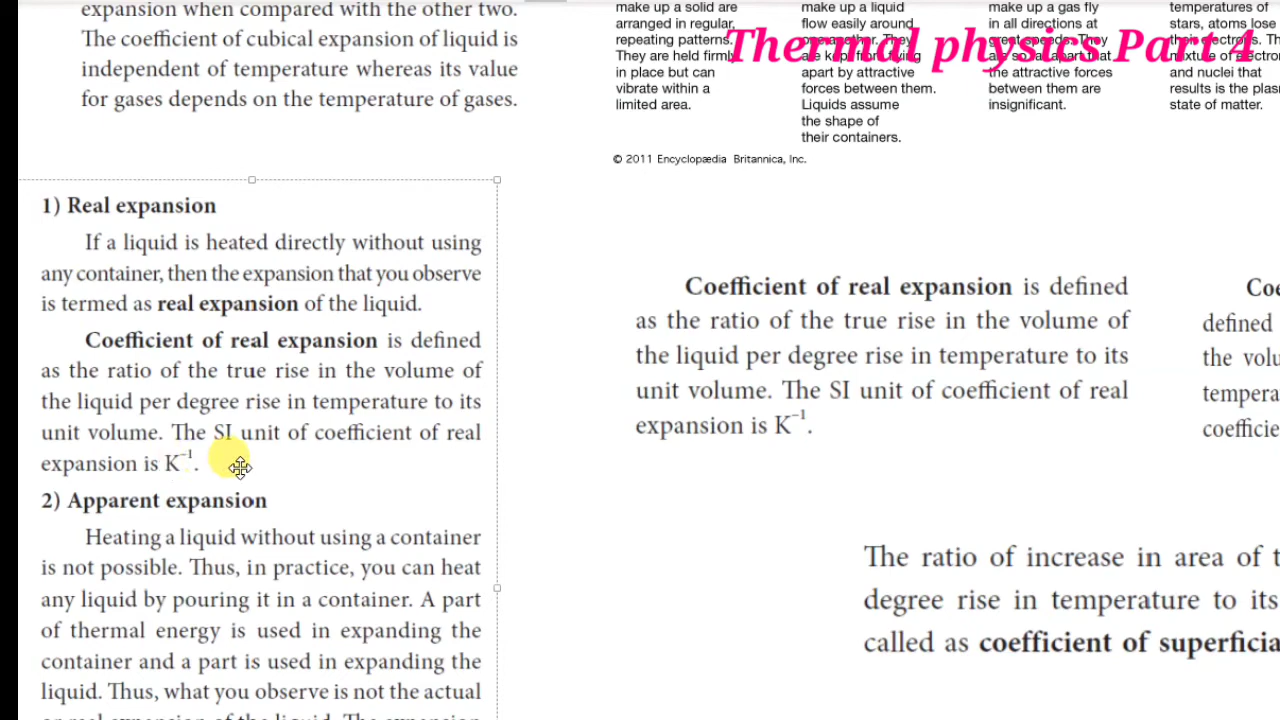 expansion when compared with the other two.
The coefficient of cubical expansion of liquid is
independent of temperature whereas its value
for gases depends on the temperature of gases.
1) Real expansion
If a liquid is heated directly without using
any container, then the expansion that you observe
is termed as real expansion of the liquid.
Coefficient of real expansion is defined
as the ratio of the true rise in the volume of
the liquid per degree rise in temperature to its
unit volume. The SI unit of coefficient of real
expansion is K⁻¹.
2) Apparent expansion
Heating a liquid without using a container
is not possible. Thus, in practice, you can heat
any liquid by pouring it in a container. A part
of thermal energy is used in expanding the
container and a part is used in expanding the
liquid. Thus, what you observe is not the actual
make up a solid are
arranged in regular,
repeating patterns.
They are held firmly
in place but can
vibrate within a
limited area.
make up a liquid
flow easily around
apart by attractive
forces between them.
Liquids assume
the shape of
their containers.
make up a gas fly
in all directions at
the attractive forces
between them are
insignificant.
temperatures of
stars, atoms lose
and nuclei that
results is the
state of matter.
Thermal physics Part 4
© 2011 Encyclopædia Britannica, Inc.
Coefficient of real expansion is defined
as the ratio of the true rise in the volume of
the liquid per degree rise in temperature to its
unit volume. The SI unit of coefficient of real
expansion is K⁻¹.
defined
the
The ratio of increase in area of
degree rise in temperature to its
called as coefficient of